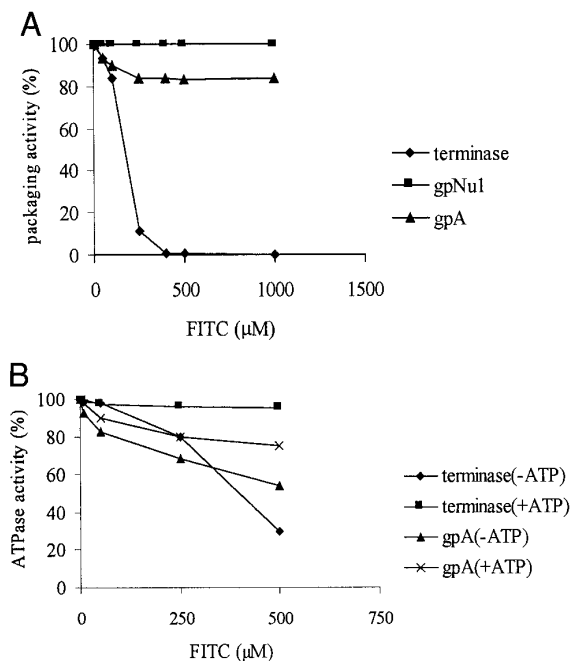 A
packaging activity (%)
100
80
60
40
20
0
0 500 1000 1500
FITC (μM)
terminase
gpNu1
gpA
B
ATPase activity (%)
100
80
60
40
20
0
0 250 500 750
FITC (μM)
terminase(-ATP)
terminase(+ATP)
gpA(-ATP)
gpA(+ATP)